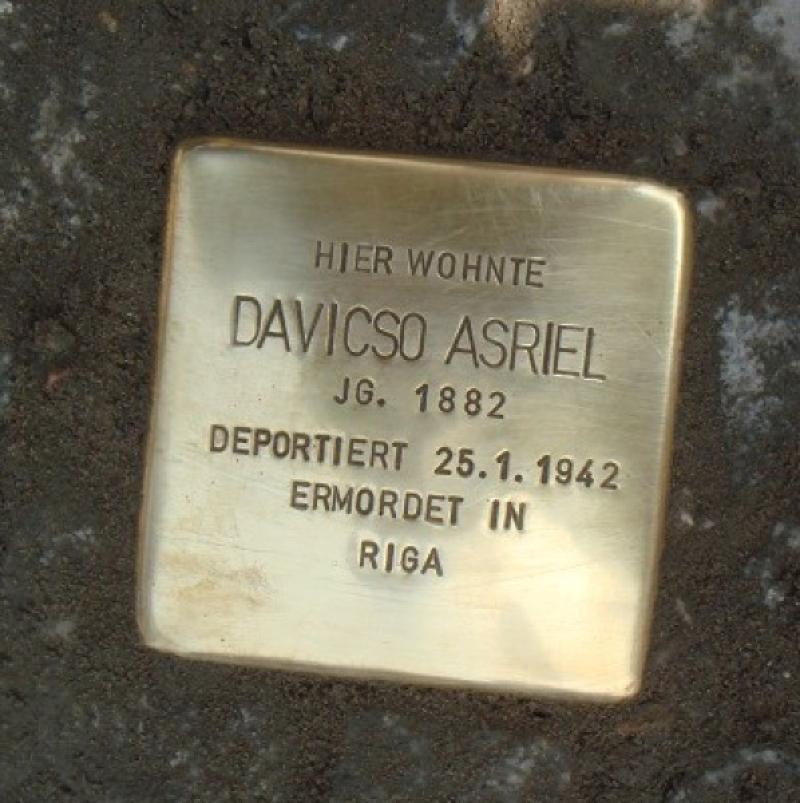 HIER WOHNTE
DAVICSO ASRIEL
JG. 1882
DEPORTIERT 25.1.1942
ERMORDET IN
RIGA